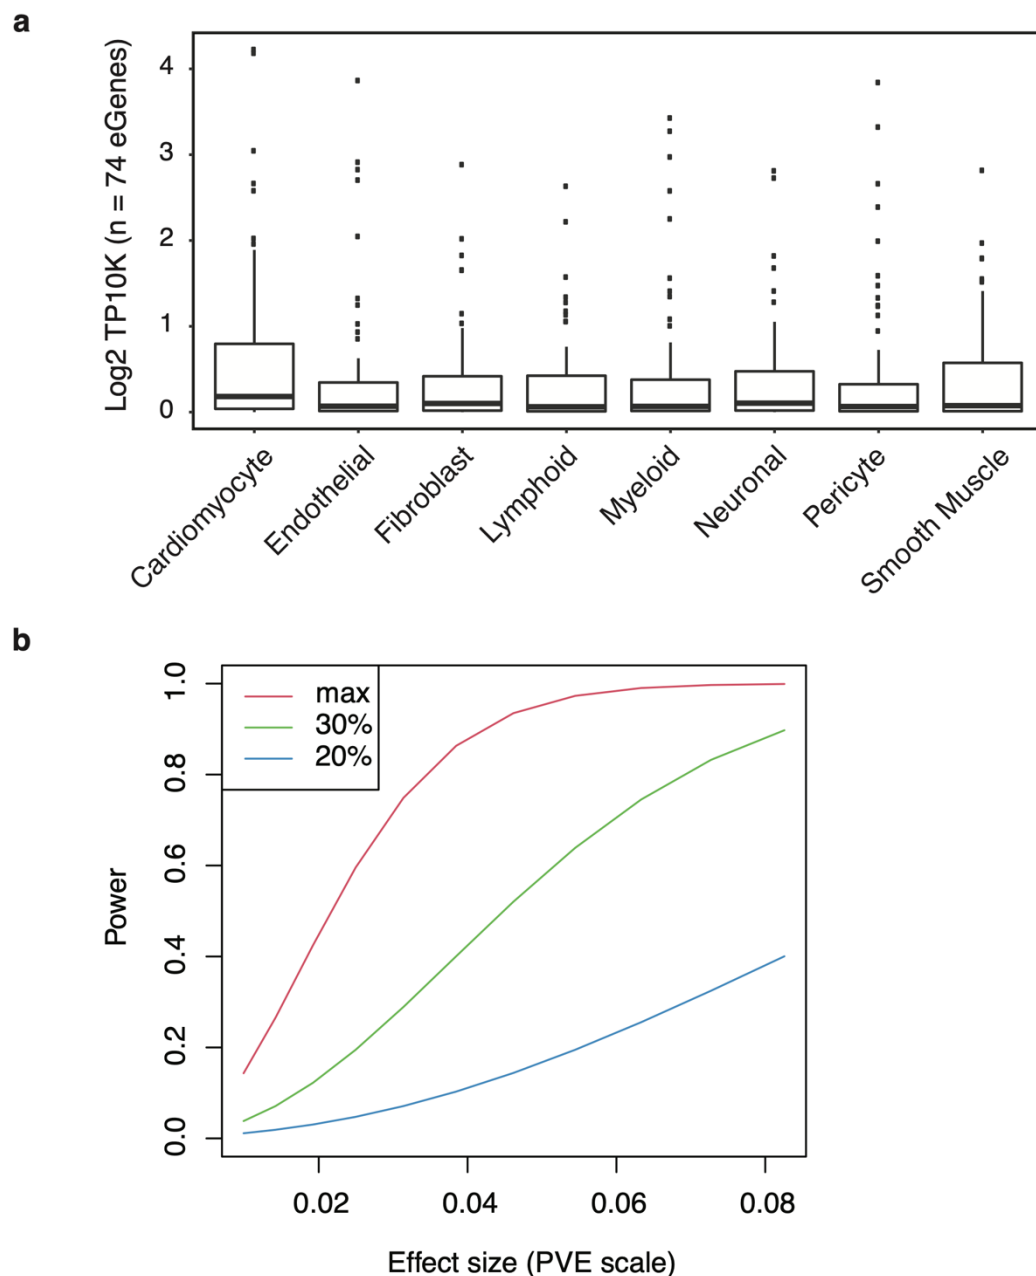 a
Log2 TP10K (n = 74 eGenes)
4
3
2
1
0
Cardiomyocyte
Endothelial
Fibroblast
Lymphoid
Myeloid
Neuronal
Pericyte
Smooth Muscle
b
max
30%
20%
Power
1.0
0.8
0.6
0.4
0.2
0.0
0.02 0.04 0.06 0.08
Effect size (PVE scale)